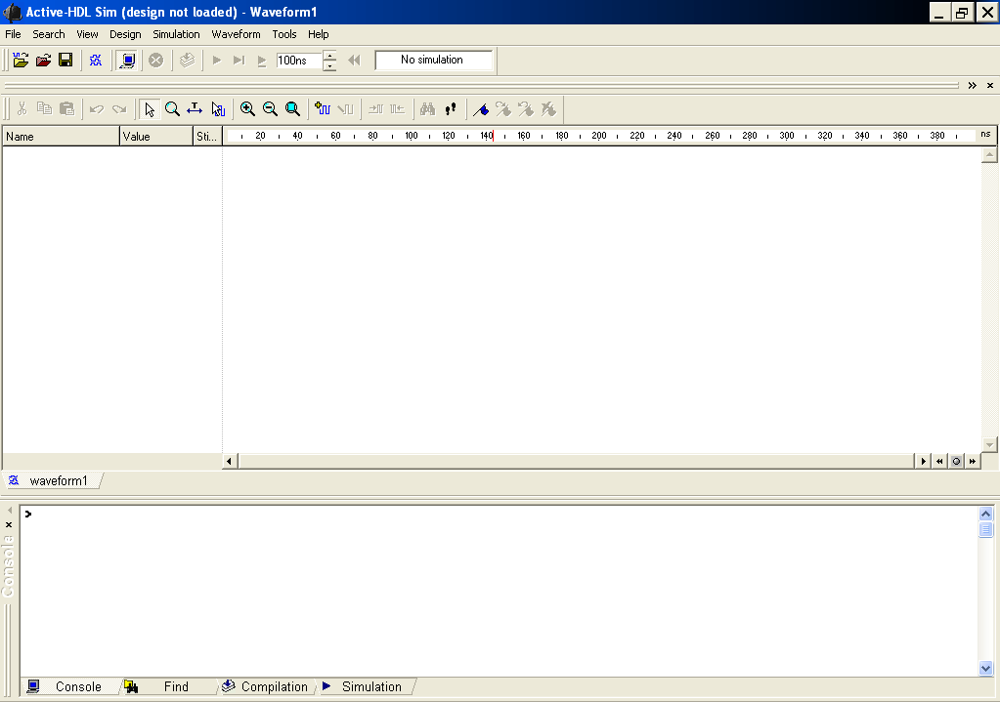 Active-HDL Sim (design not loaded) - Waveform1
File Search View Design Simulation Waveform Tools Help
100ns No simulation
Name Value Sti... 20 40 60 80 100 120 140 160 180 200 220 240 260 280 300 320 340 360 380 ns
waveform1
>
Console
Console Find Compilation Simulation